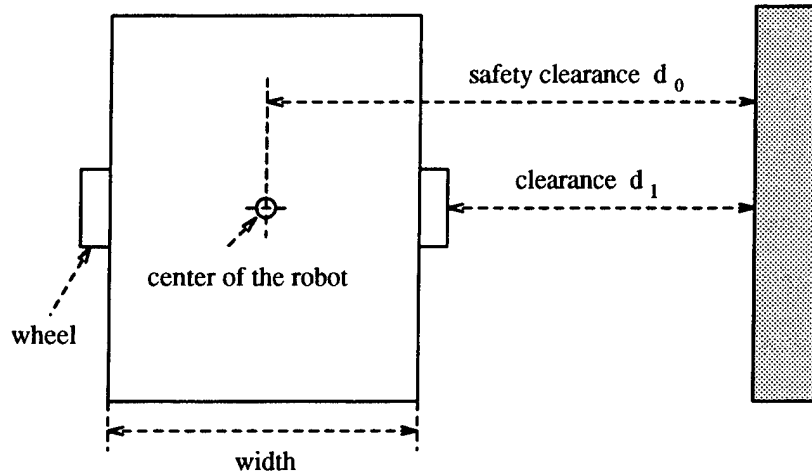 safety clearance d 0
clearance d 1
center of the robot
wheel
width